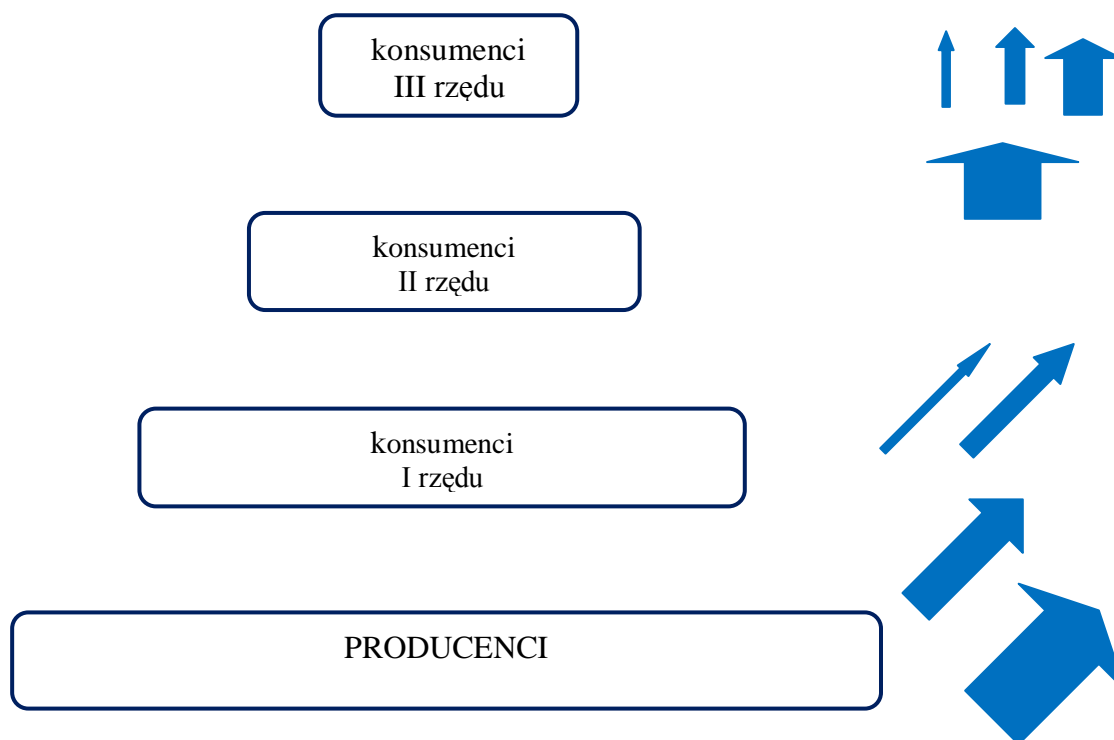 konsumenci
III rzędu
konsumenci
II rzędu
konsumenci
I rzędu
PRODUCENCI